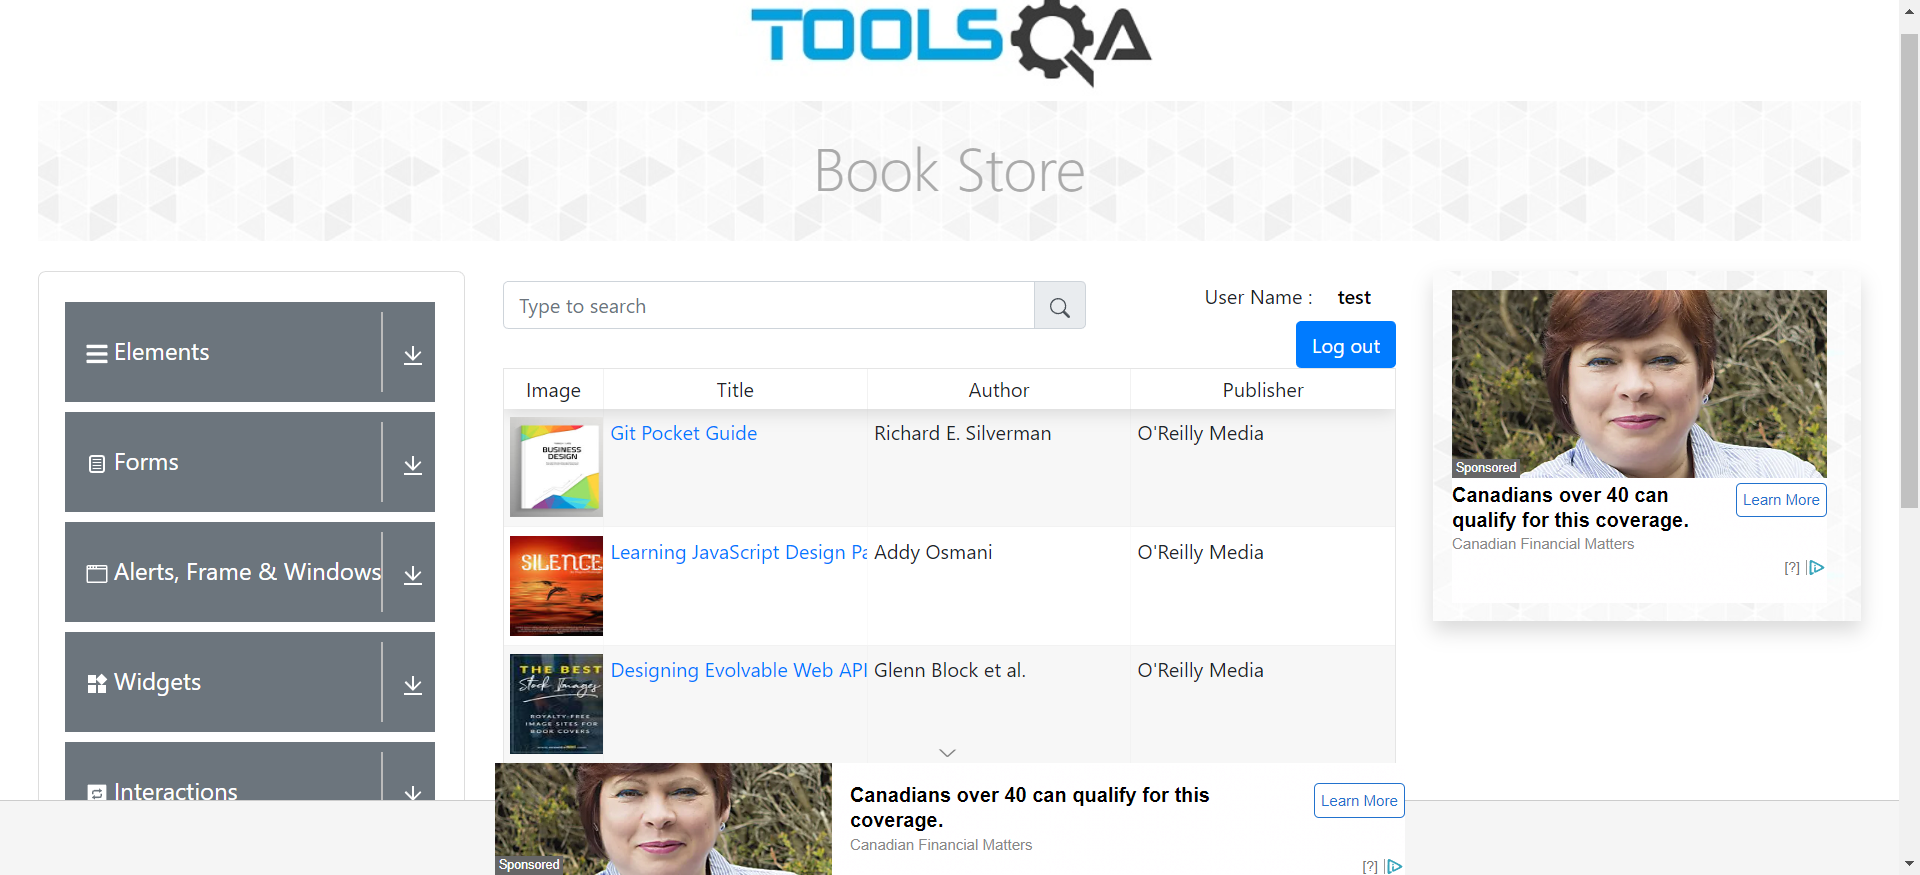 TOOLSQA
Book Store
Elements
Forms
Alerts, Frame & Windows
Widgets
Interactions
Type to search
User Name : test
Log out
Image Title Author Publisher
BUSINESS
DESIGN
Git Pocket Guide Richard E. Silverman O'Reilly Media
SILENCE
Learning JavaScript Design Pa Addy Osmani O'Reilly Media
THE BEST
Stock Images
ROYALTY-FREE
IMAGE SITES FOR
BOOK COVERS
Designing Evolvable Web API Glenn Block et al. O'Reilly Media
Sponsored
Canadians over 40 can
qualify for this coverage.
Learn More
Canadian Financial Matters
[?]
Sponsored
Canadians over 40 can qualify for this
coverage.
Learn More
Canadian Financial Matters
[?]